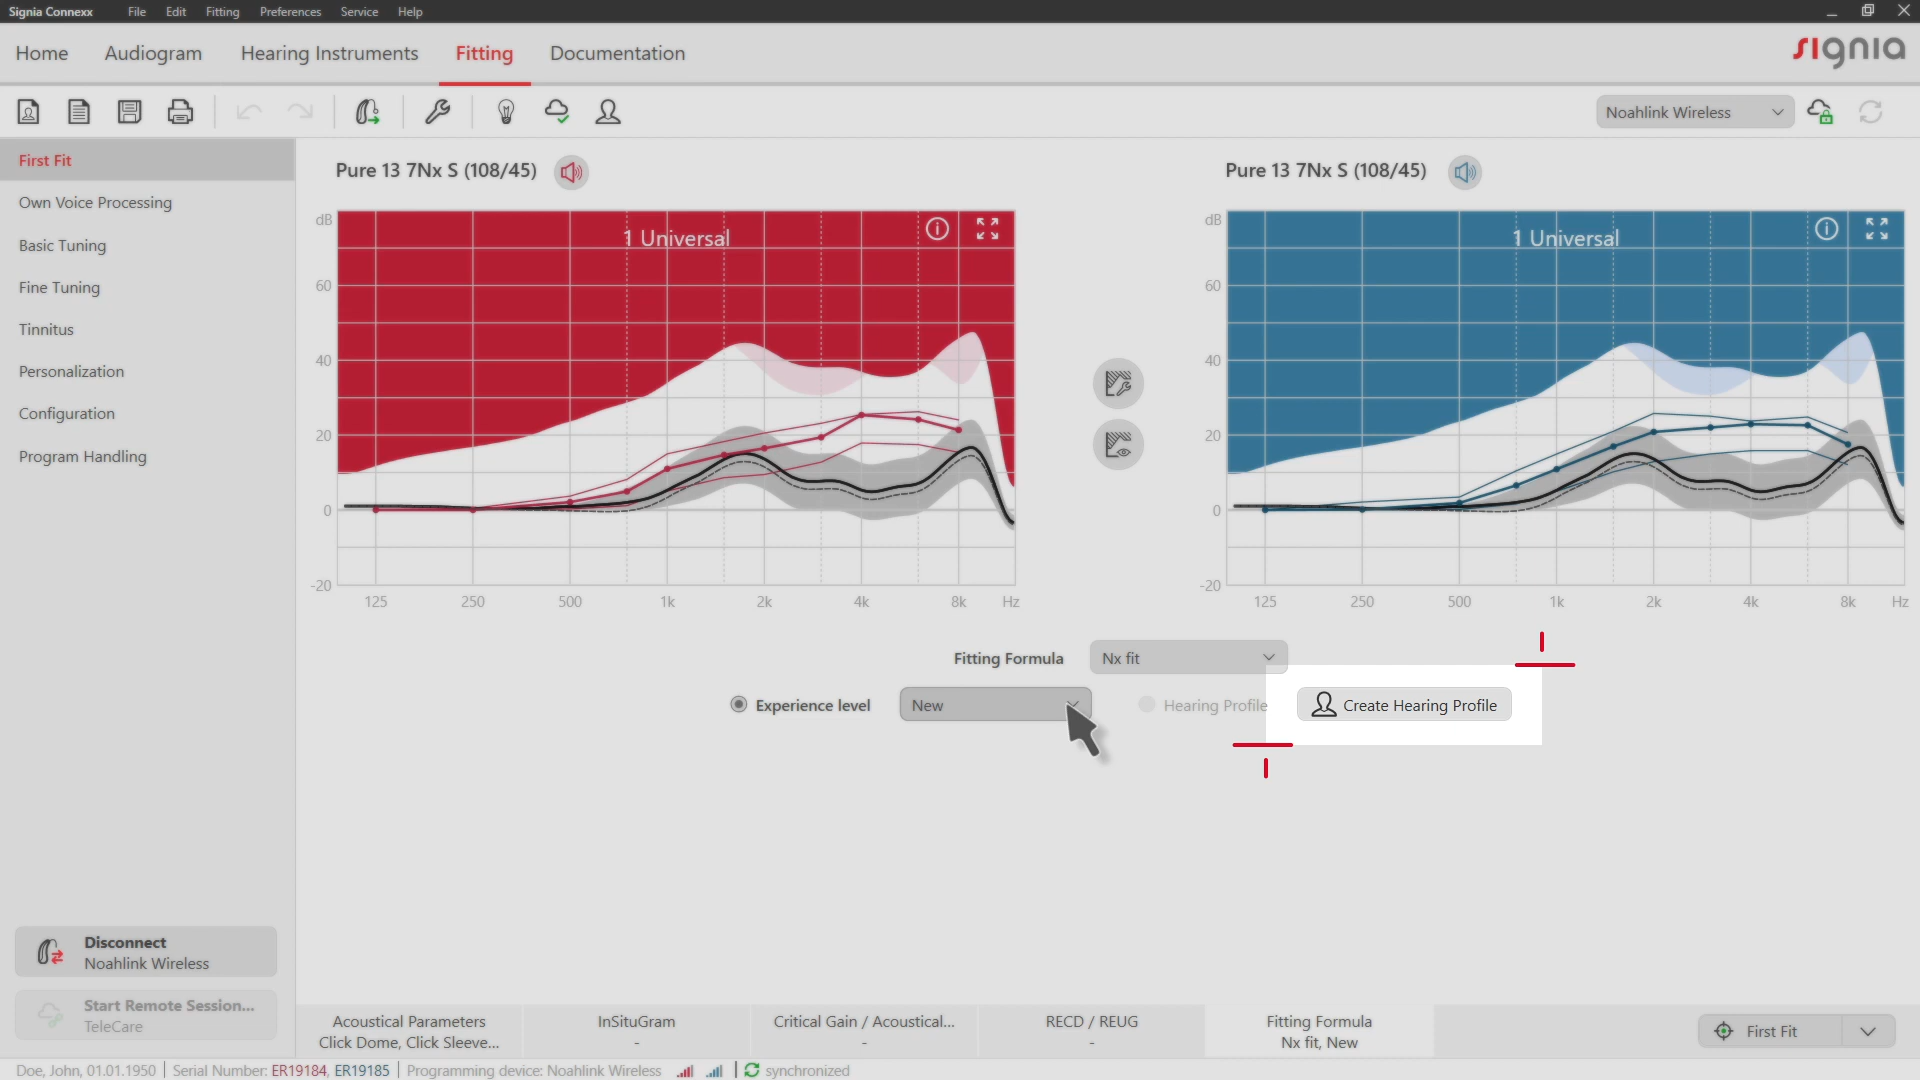 Signia Connexx File Edit Fitting Preferences Service Help
Home Audiogram Hearing Instruments Fitting Documentation
signia
Noahlink Wireless
First Fit
Own Voice Processing
Basic Tuning
Fine Tuning
Tinnitus
Personalization
Configuration
Program Handling
Pure 13 7Nx S (108/45)
dB
1 Universal
60
40
20
0
-20
125 250 500 1k 2k 4k 8k Hz
Pure 13 7Nx S (108/45)
dB
1 Universal
60
40
20
0
-20
125 250 500 1k 2k 4k 8k Hz
Fitting Formula Nx fit
Experience level New Hearing Profile Create Hearing Profile
Disconnect
Noahlink Wireless
Start Remote Session...
TeleCare
Acoustical Parameters
Click Dome, Click Sleeve...
InSituGram
-
Critical Gain / Acoustical...
-
RECD / REUG
-
Fitting Formula
Nx fit, New
First Fit
Doe, John, 01.01.1950 Serial Number: ER19184, ER19185 Programming device: Noahlink Wireless synchronized